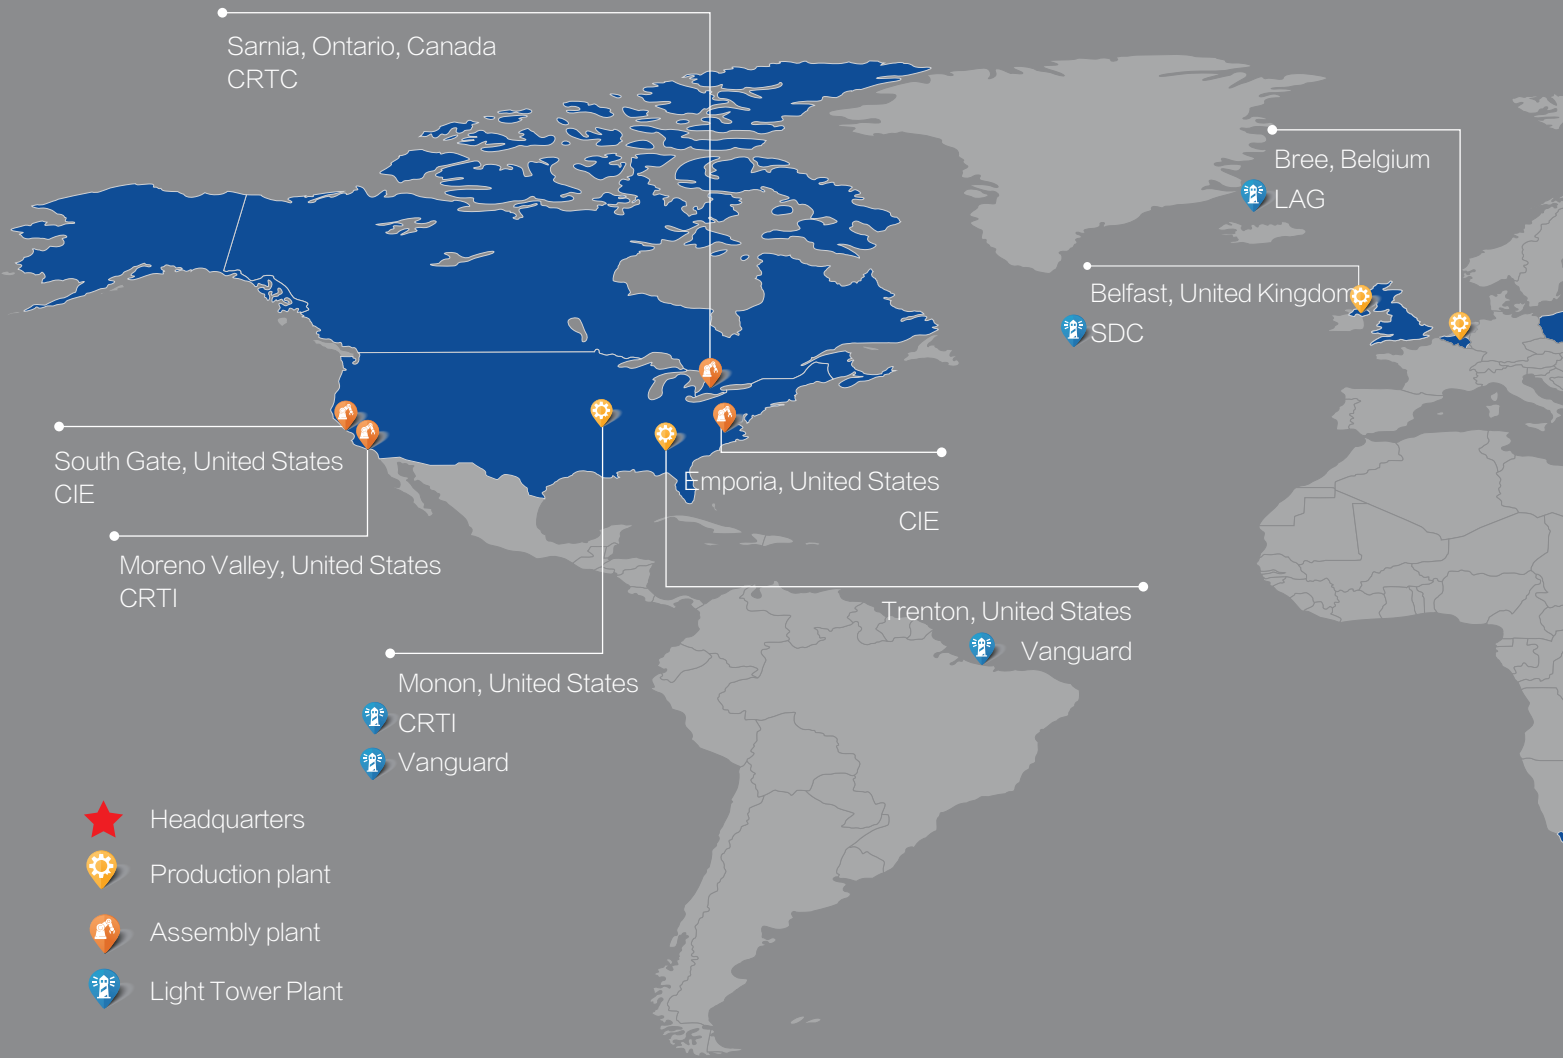 Sarnia, Ontario, Canada
CRTC
Bree, Belgium
LAG
Belfast, United Kingdom
SDC
South Gate, United States
CIE
Emporia, United States
CIE
Moreno Valley, United States
CRTI
Trenton, United States
Vanguard
Monon, United States
CRTI
Vanguard
Headquarters
Production plant
Assembly plant
Light Tower Plant